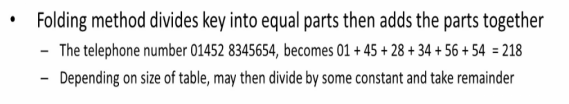 • Folding method divides key into equal parts then adds the parts together
– The telephone number 01452 8345654, becomes 01 + 45 + 28 + 34 + 56 + 54 = 218
– Depending on size of table, may then divide by some constant and take remainder